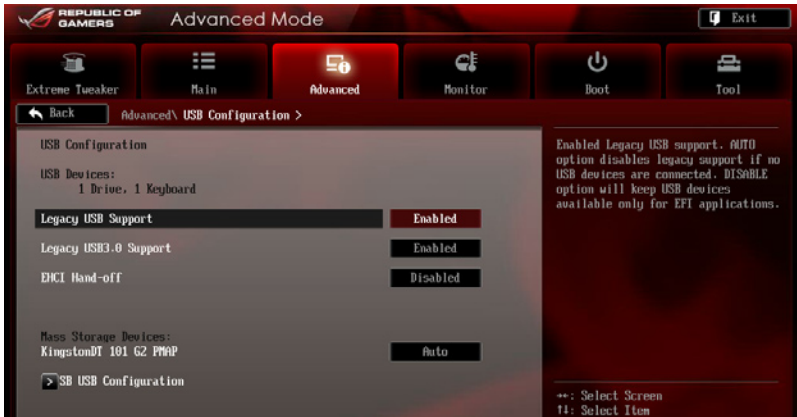 REPUBLIC OF
GAMERS
Advanced Mode
Exit
Extreme Tweaker
Main
Advanced
Monitor
Boot
Tool
Back
Advanced\ USB Configuration >
USB Configuration
USB Devices:
1 Drive, 1 Keyboard
Legacy USB Support
Enabled
Legacy USB3.0 Support
Enabled
EHCI Hand-off
Disabled
Mass Storage Devices:
KingstonDT 101 G2 PMAP
Auto
> SB USB Configuration
Enabled Legacy USB support. AUTO
option disables legacy support if no
USB devices are connected. DISABLE
option will keep USB devices
available only for EFI applications.
→←: Select Screen
↑↓: Select Item